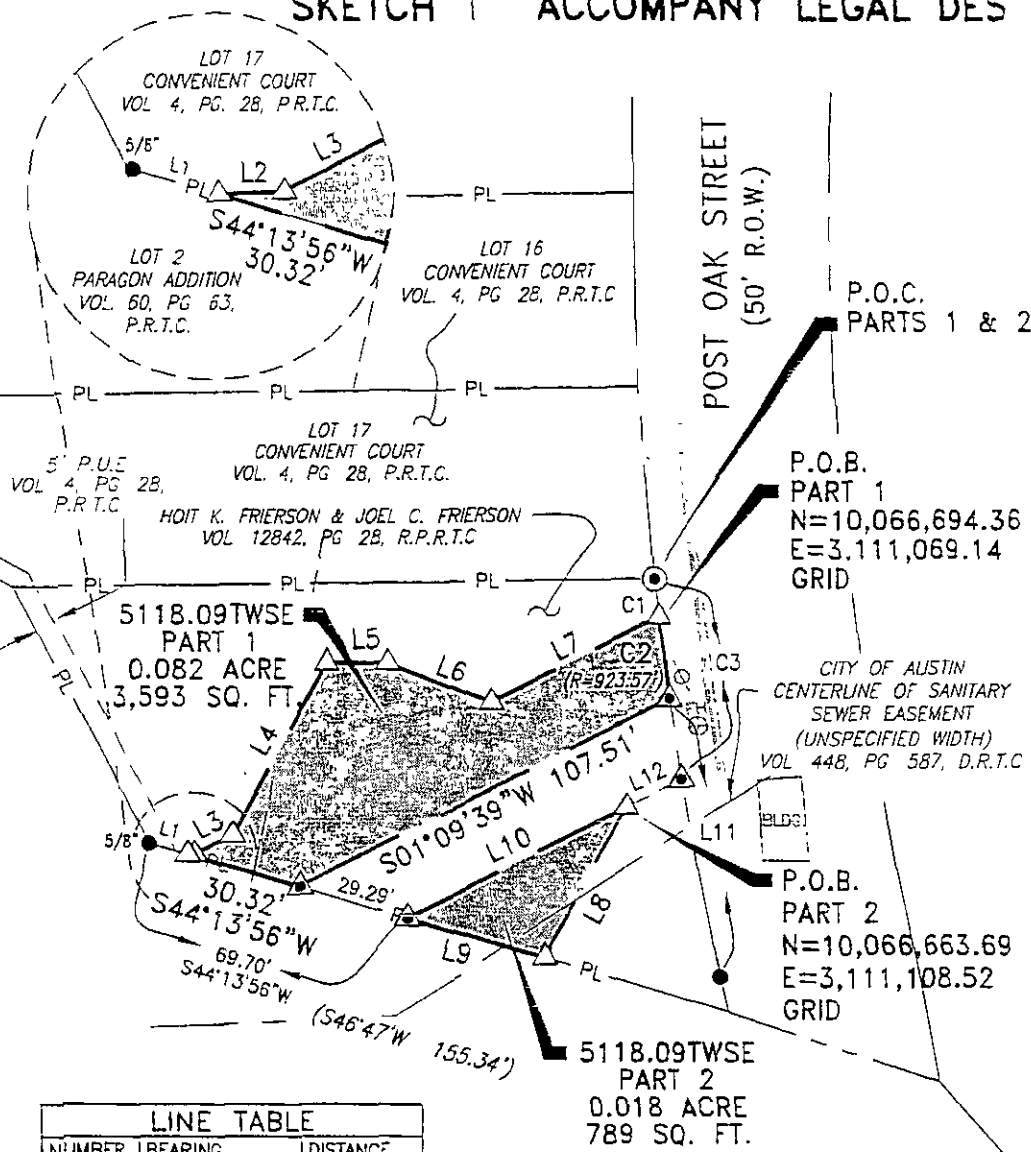 SKETCH T ACCOMPANY LEGAL DES
LOT 17
CONVENIENT COURT
VOL 4, PG. 28, P.R.T.C.
5/8"
L1
PL
L2
L3
S44°13'56"W
30.32'
LOT 2
PARAGON ADDITION
VOL 60, PG 63,
P.R.T.C.
PL
LOT 16
CONVENIENT COURT
VOL. 4, PG 28, P.R.T.C
POST OAK STREET
(50' R.O.W.)
P.O.C.
PARTS 1 & 2
PL
PL
PL
LOT 17
CONVENIENT COURT
VOL. 4, PG 28, P.R.T.C.
5' P.U.E
VOL 4, PG 28,
P.R.T.C
HOIT K. FRIERSON & JOEL C. FRIERSON
VOL 12842, PG 28, R.P.R.T.C
P.O.B.
PART 1
N=10,066,694.36
E=3,111,069.14
GRID
PL
PL
PL
PL
5118.09TWSE
PART 1
0.082 ACRE
3,593 SQ. FT.
L5
L6
L7
C1
C2
(R=923.57)
C3
CITY OF AUSTIN
CENTERLINE OF SANITARY
SEWER EASEMENT
(UNSPECIFIED WIDTH)
VOL 448, PG 587, D.R.T.C
L4
S01°09'39"W 107.51'
L12
5/8"
L1
L3
L10
L11
BLDG
30.32'
S44°13'56"W
29.29'
L8
P.O.B.
PART 2
N=10,066,663.69
E=3,111,108.52
GRID
69.70'
S44°13'56"W
L9
PL
(S46°47'W 155.34')
5118.09TWSE
PART 2
0.018 ACRE
789 SQ. FT.
LINE TABLE
NUMBER BEARING DISTANCE